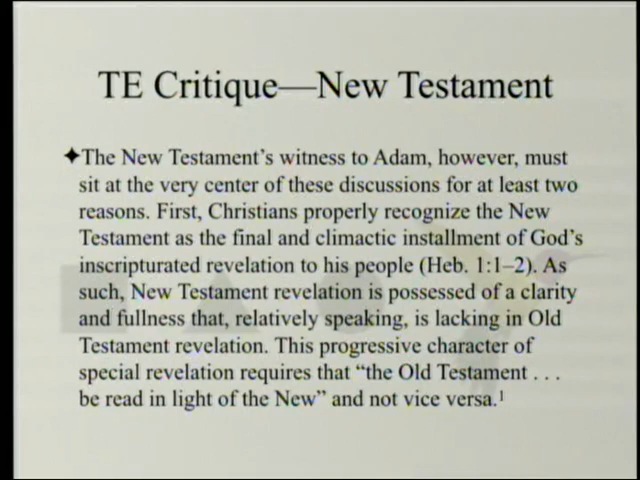 TE Critique—New Testament
✦The New Testament’s witness to Adam, however, must
sit at the very center of these discussions for at least two
reasons. First, Christians properly recognize the New
Testament as the final and climactic installment of God’s
inscripturated revelation to his people (Heb. 1:1–2). As
such, New Testament revelation is possessed of a clarity
and fullness that, relatively speaking, is lacking in Old
Testament revelation. This progressive character of
special revelation requires that “the Old Testament . . .
be read in light of the New” and not vice versa.¹